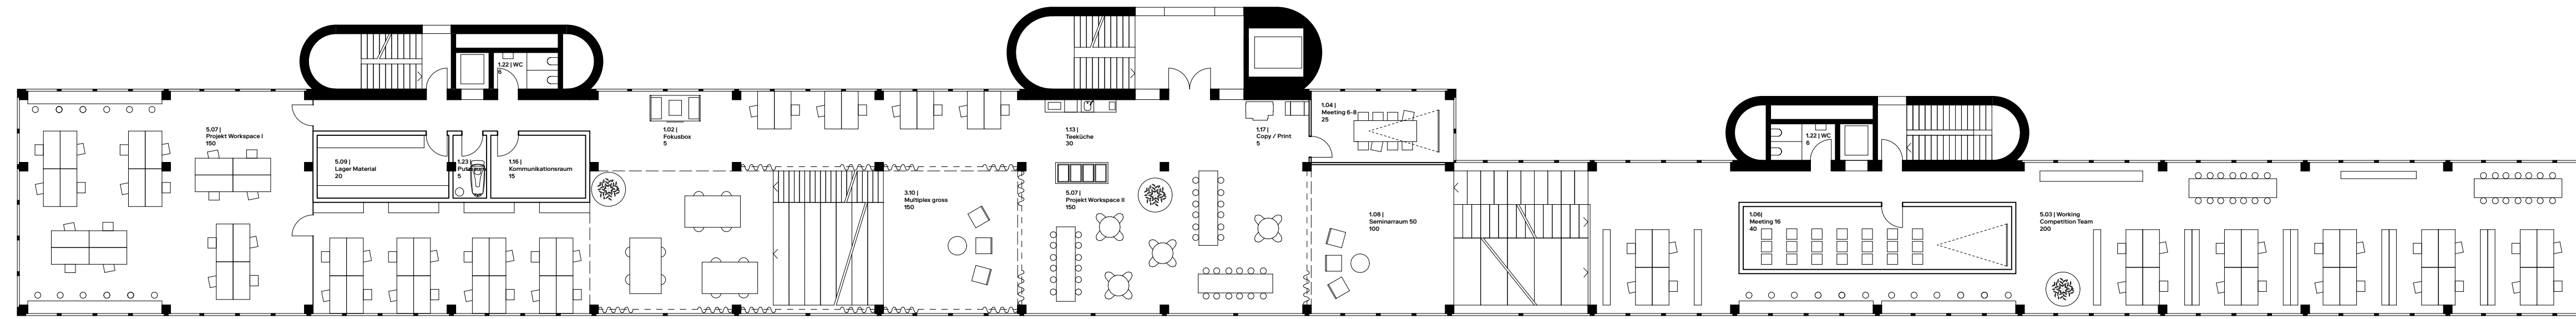 1.22 | WC
6
5.07 |
Projekt Workspace I
150
5.09 |
Lager Material
20
1.23 |
5
1.16 |
Kommunikationsraum
15
1.02 |
Fokusbox
5
3.10 |
Multiplex gross
150
1.13 |
Teeküche
30
5.07 |
Projekt Workspace II
150
1.17 |
Copy / Print
5
1.04 |
Meeting 6-8
25
1.08 |
Seminarraum 50
100
1.22 | WC
6
1.06|
Meeting 16
40
5.03 | Working
Competition Team
200